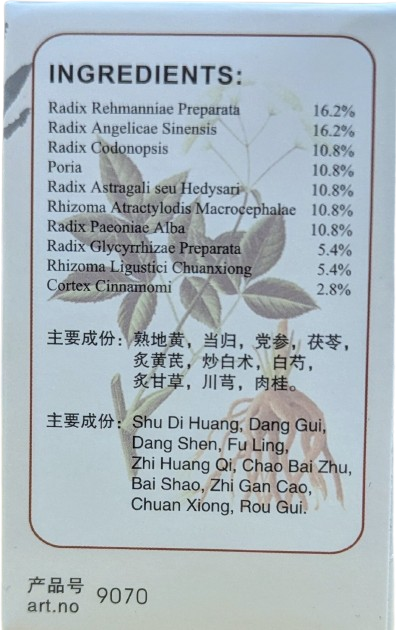 INGREDIENTS:
Radix Rehmanniae Preparata 16.2%
Radix Angelicae Sinensis 16.2%
Radix Codonopsis 10.8%
Poria 10.8%
Radix Astragali seu Hedysari 10.8%
Rhizoma Atractylodis Macrocephalae 10.8%
Radix Paeoniae Alba 10.8%
Radix Glycyrrhizae Preparata 5.4%
Rhizoma Ligustici Chuanxiong 5.4%
Cortex Cinnamomi 2.8%
主要成份：熟地黄，当归，党参，茯苓，
炙黄芪，炒白术，白芍，
炙甘草，川芎，肉桂。
主要成份：Shu Di Huang, Dang Gui,
Dang Shen, Fu Ling,
Zhi Huang Qi, Chao Bai Zhu,
Bai Shao, Zhi Gan Cao,
Chuan Xiong, Rou Gui.
产品号
art.no 9070